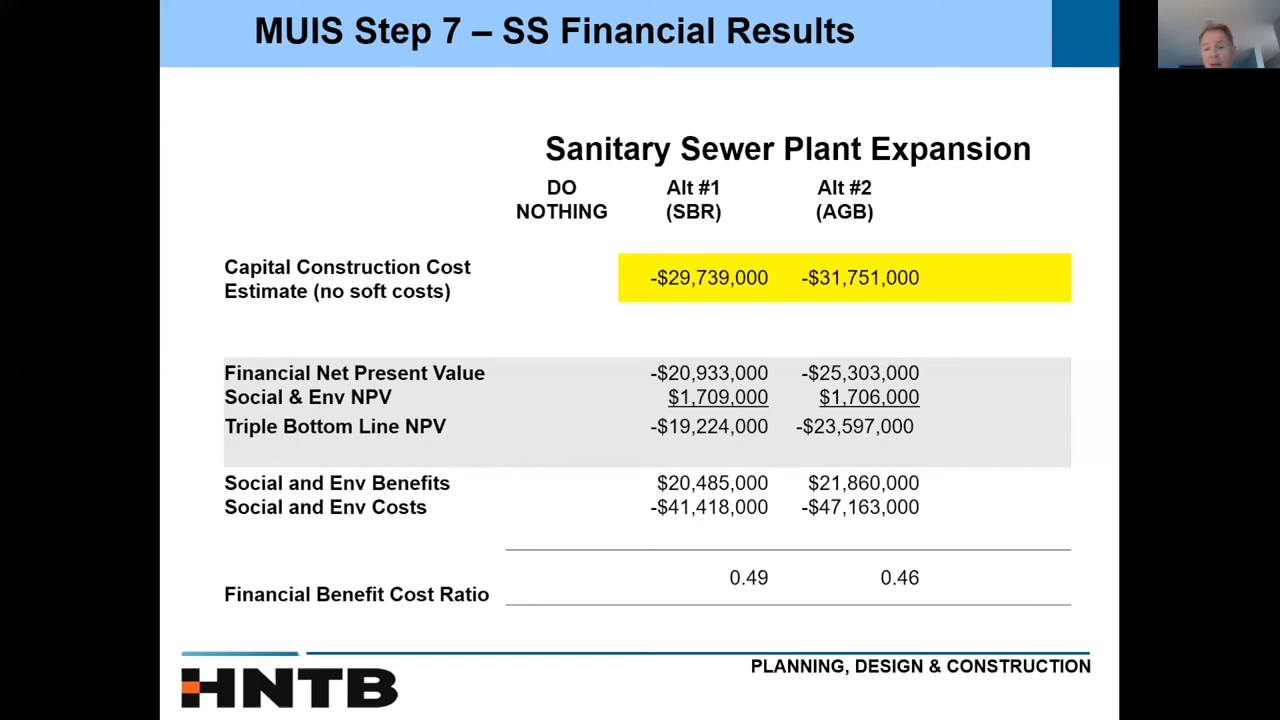 MUIS Step 7 – SS Financial Results
Sanitary Sewer Plant Expansion
DO NOTHING
Alt #1 (SBR)
Alt #2 (AGB)
Capital Construction Cost
Estimate (no soft costs) -$29,739,000 -$31,751,000
Financial Net Present Value -$20,933,000 -$25,303,000
Social & Env NPV $1,709,000 $1,706,000
Triple Bottom Line NPV -$19,224,000 -$23,597,000
Social and Env Benefits $20,485,000 $21,860,000
Social and Env Costs -$41,418,000 -$47,163,000
Financial Benefit Cost Ratio 0.49 0.46
PLANNING, DESIGN & CONSTRUCTION
HNTB